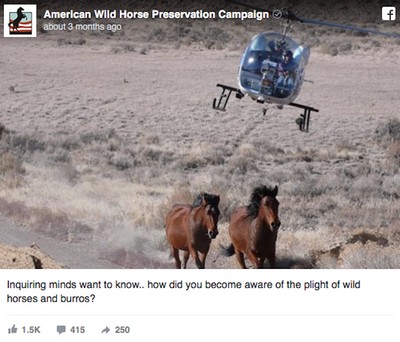 American Wild Horse Preservation Campaign
about 3 months ago
Inquiring minds want to know.. how did you become aware of the plight of wild
horses and burros?
1.5K 415 250